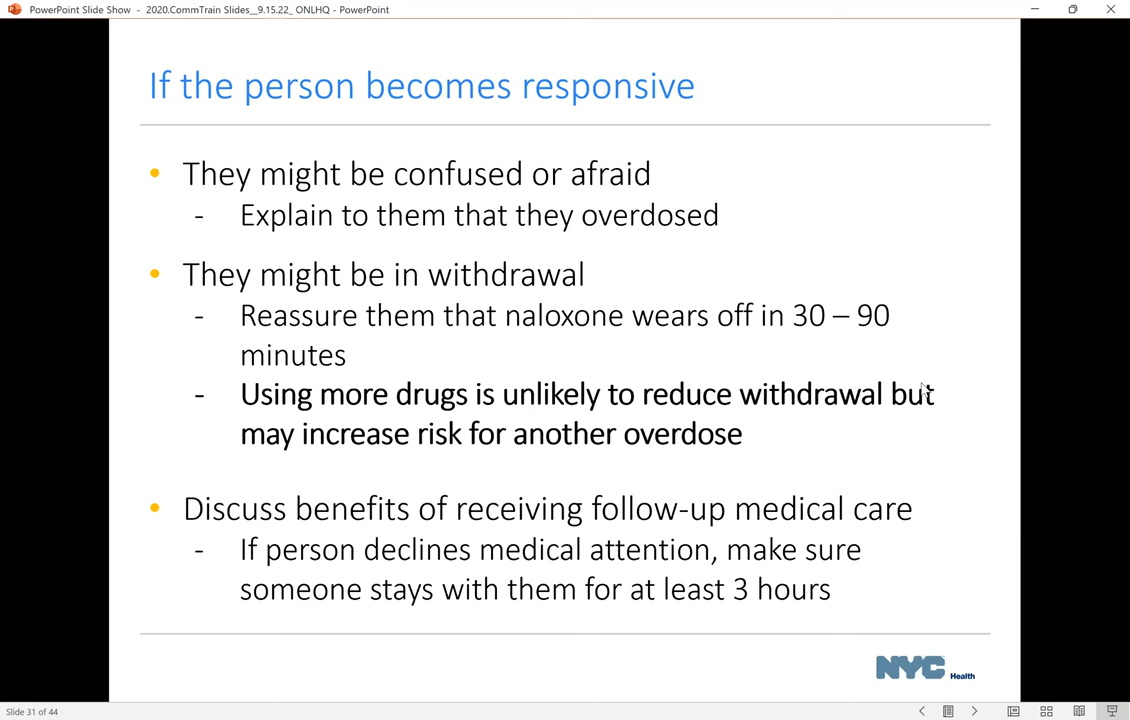 PowerPoint Slide Show - 2020.CommTrain Slides__9.15.22_ ONLHQ - PowerPoint
If the person becomes responsive
• They might be confused or afraid
- Explain to them that they overdosed
• They might be in withdrawal
- Reassure them that naloxone wears off in 30 – 90
minutes
- Using more drugs is unlikely to reduce withdrawal but
may increase risk for another overdose
• Discuss benefits of receiving follow-up medical care
- If person declines medical attention, make sure
someone stays with them for at least 3 hours
NYC Health
Slide 31 of 44